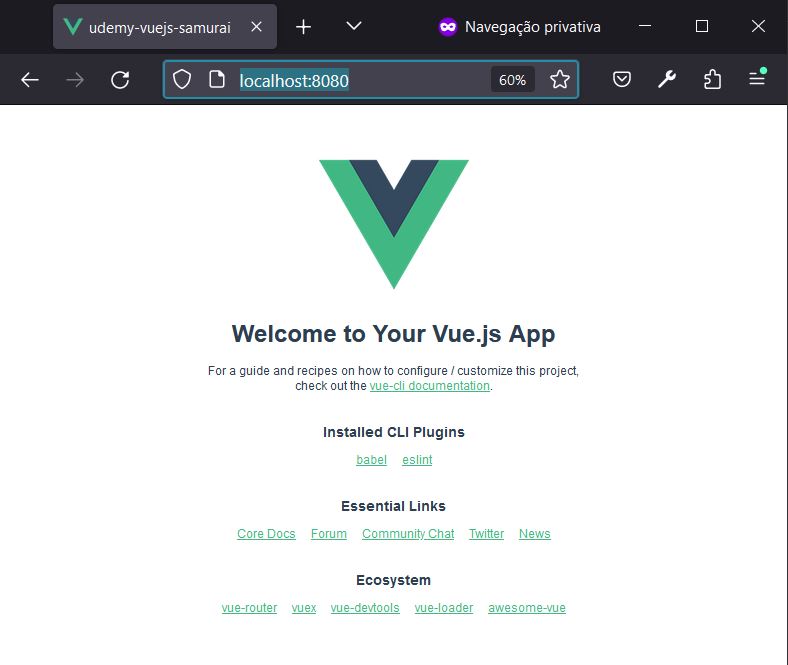 udemy-vuejs-samurai
Navegação privativa
localhost:8080
60%
Welcome to Your Vue.js App
For a guide and recipes on how to configure / customize this project,
check out the vue-cli documentation.
Installed CLI Plugins
babel eslint
Essential Links
Core Docs Forum Community Chat Twitter News
Ecosystem
vue-router vuex vue-devtools vue-loader awesome-vue